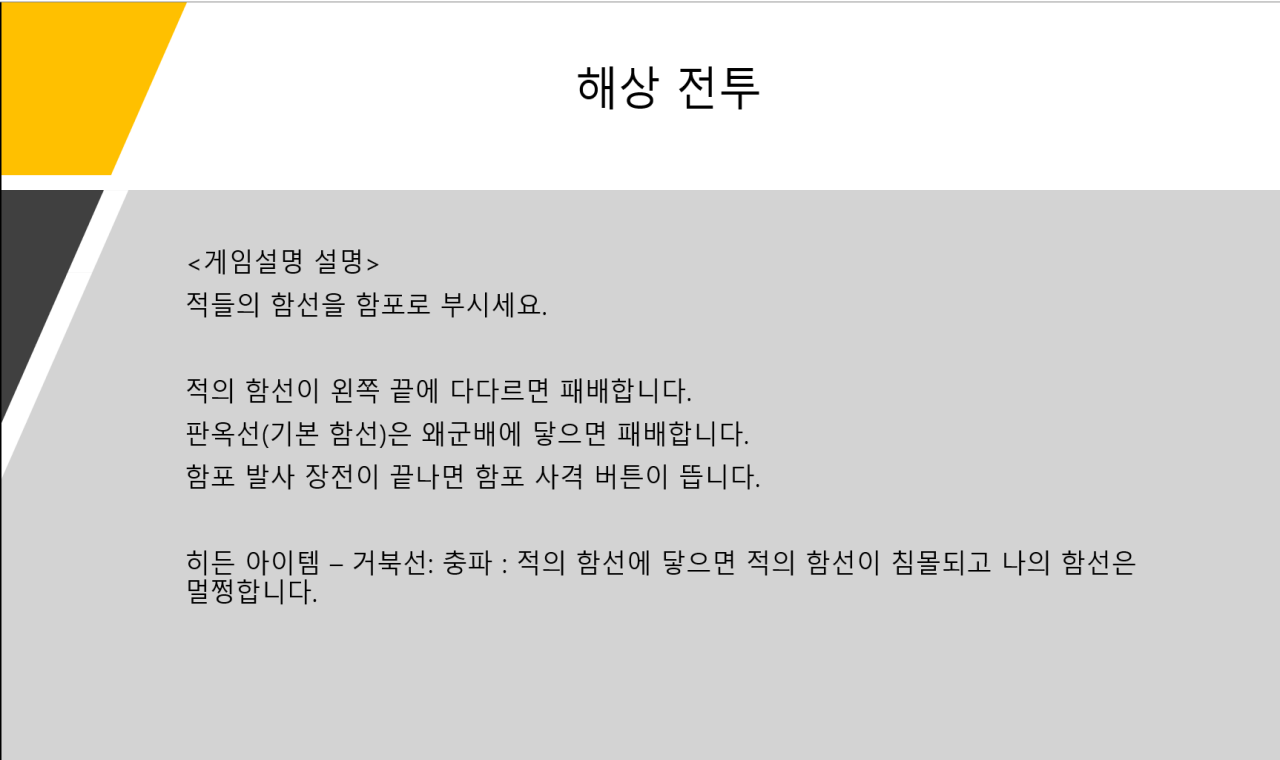 해상 전투
<게임설명 설명>
적들의 함선을 함포로 부시세요.
적의 함선이 왼쪽 끝에 다다르면 패배합니다.
판옥선(기본 함선)은 왜군배에 닿으면 패배합니다.
함포 발사 장전이 끝나면 함포 사격 버튼이 뜹니다.
히든 아이템 – 거북선: 충파 : 적의 함선에 닿으면 적의 함선이 침몰되고 나의 함선은
멀쩡합니다.